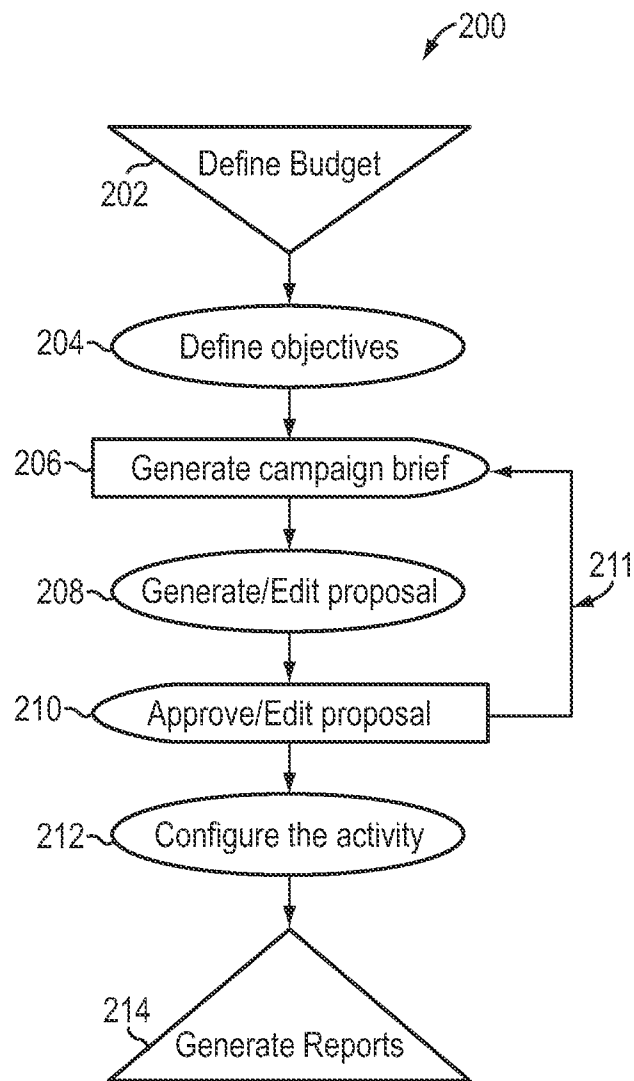 200
Define Budget
202
204
Define objectives
206
Generate campaign brief
211
208
Generate/Edit proposal
210
Approve/Edit proposal
212
Configure the activity
214
Generate Reports